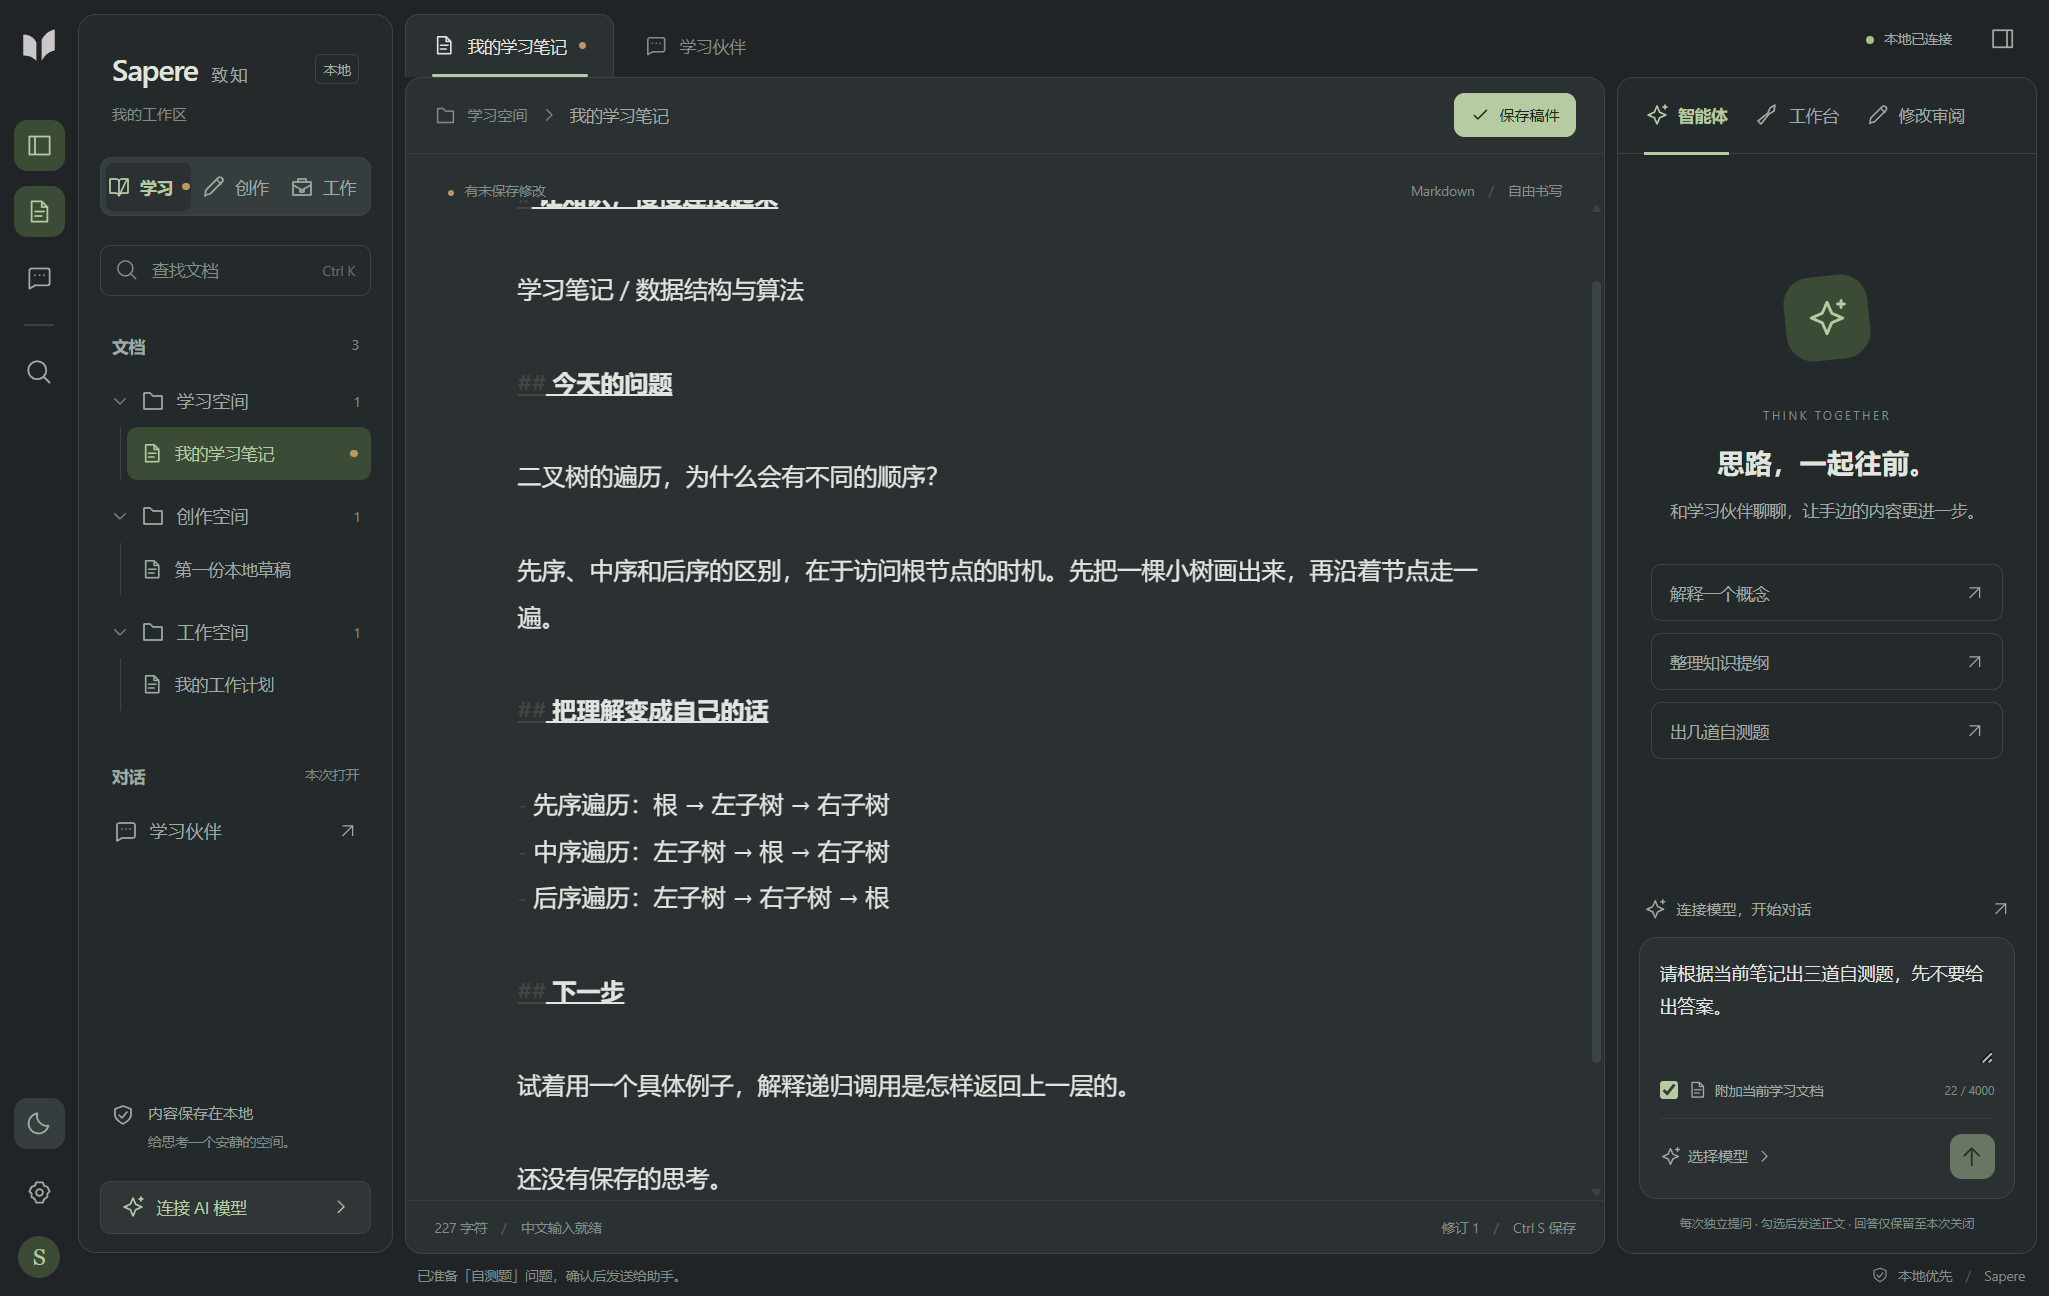 Sapere 致知
本地
我的工作区
学习
创作
工作
查找文档
Ctrl K
文档
3
学习空间
1
我的学习笔记
创作空间
1
第一份本地草稿
工作空间
1
我的工作计划
对话
本次打开
学习伙伴
内容保存在本地
给思考一个安静的空间。
连接 AI 模型
S
我的学习笔记
学习伙伴
本地已连接
学习空间 > 我的学习笔记
保存稿件
有未保存修改
Markdown / 自由书写
学习笔记 / 数据结构与算法
## 今天的问题
二叉树的遍历，为什么会有不同的顺序？
先序、中序和后序的区别，在于访问根节点的时机。先把一棵小树画出来，再沿着节点走一
遍。
## 把理解变成自己的话
- 先序遍历：根 → 左子树 → 右子树
- 中序遍历：左子树 → 根 → 右子树
- 后序遍历：左子树 → 右子树 → 根
## 下一步
试着用一个具体例子，解释递归调用是怎样返回上一层的。
还没有保存的思考。
227 字符 / 中文输入就绪
修订 1 / Ctrl S 保存
已准备「自测题」问题，确认后发送给助手。
智能体
工作台
修改审阅
THINK TOGETHER
思路，一起往前。
和学习伙伴聊聊，让手边的内容更进一步。
解释一个概念
整理知识提纲
出几道自测题
连接模型，开始对话
请根据当前笔记出三道自测题，先不要给
出答案。
附加当前学习文档
22 / 4000
选择模型
每次独立提问 · 勾选后发送正文 · 回答仅保留至本次关闭
本地优先 / Sapere